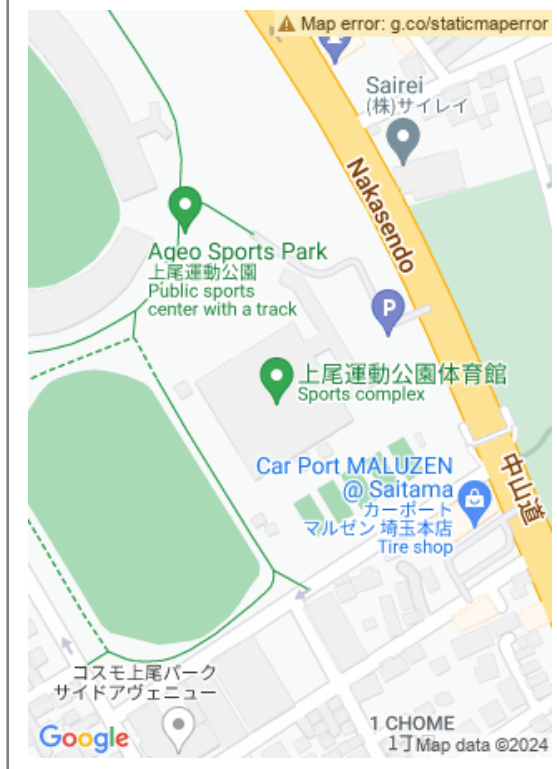 Map error: g.co/staticmaperror
Sairei
(株)サイレイ
Nakasendo
Ageo Sports Park
上尾運動公園
Public sports
center with a track
P
上尾運動公園体育館
Sports complex
Car Port MALUZEN
@ Saitama
カーポート
マルゼン 埼玉本店
Tire shop
中山道
コスモ上尾パーク
サイドアヴェニュー
1 CHOME
1丁
Google
Map data ©2024